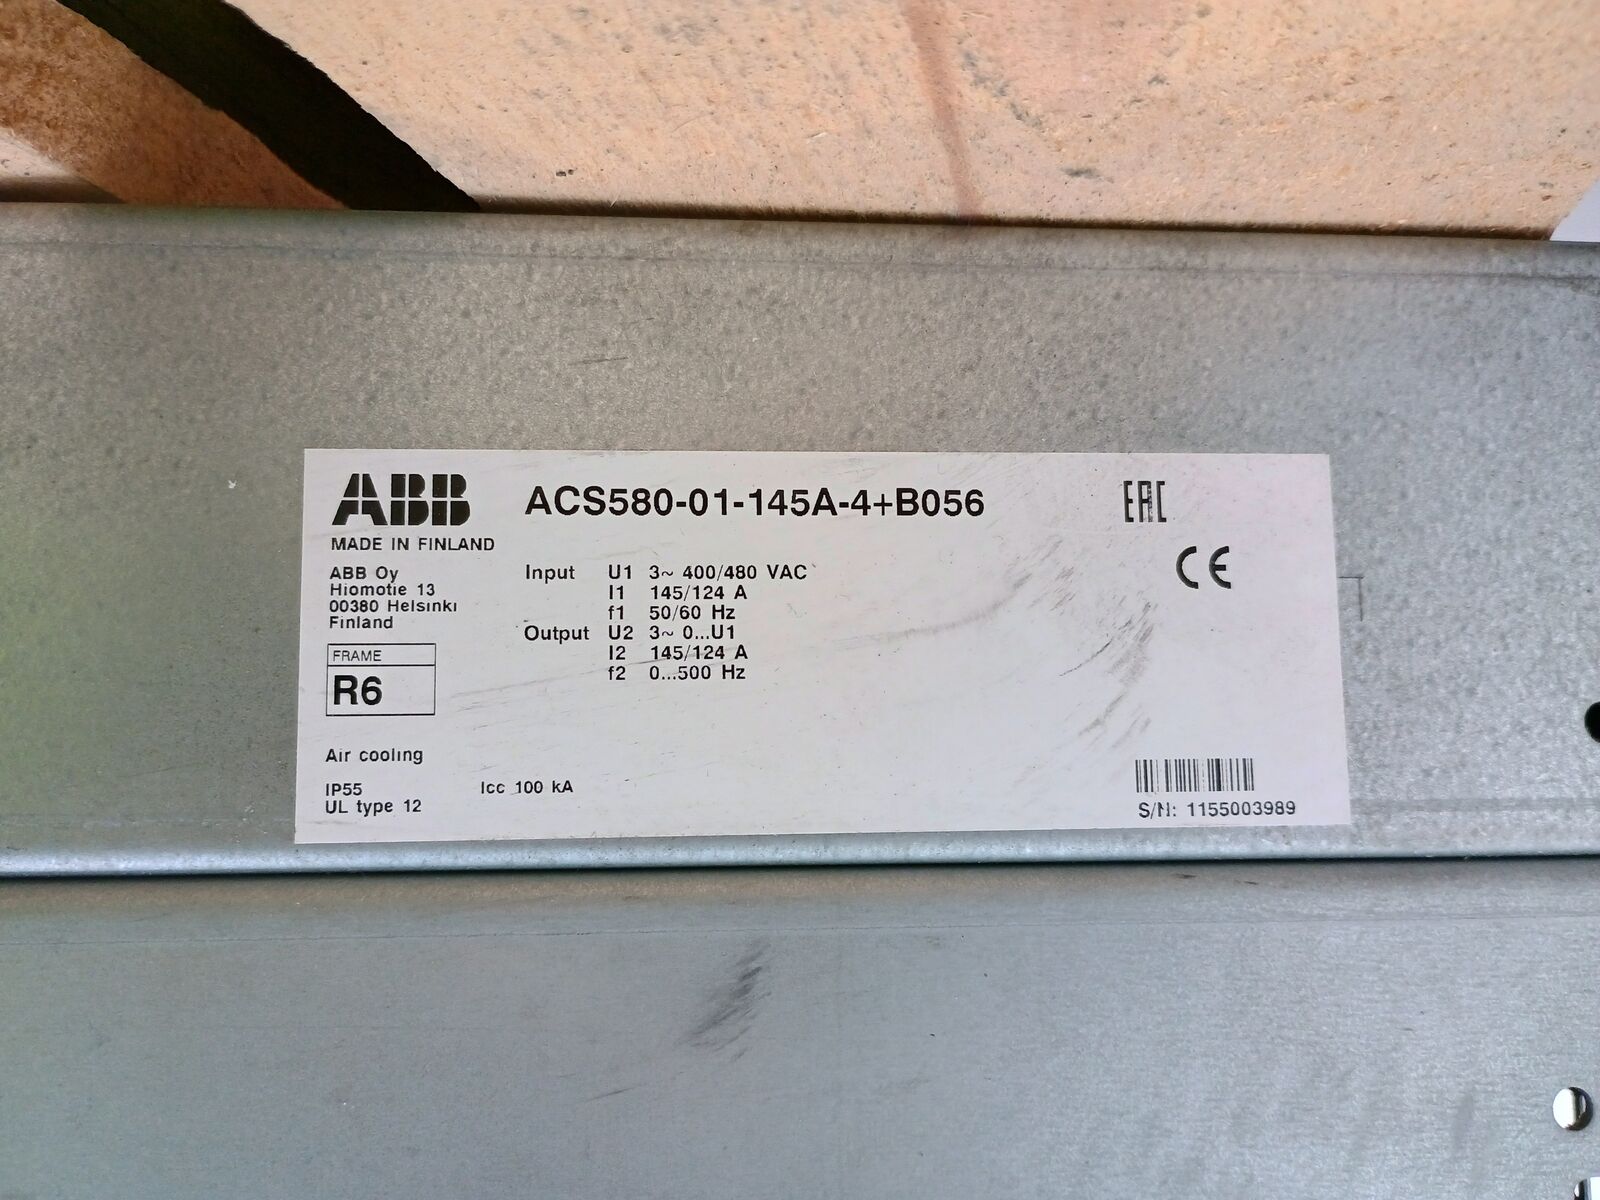 ABB
ACS580-01-145A-4+B056
EAC
MADE IN FINLAND
ABB Oy
Hiomotie 13
00380 Helsinki
Finland
Input U1 3~ 400/480 VAC
I1 145/124 A
f1 50/60 Hz
Output U2 3~ 0...U1
I2 145/124 A
f2 0...500 Hz
CE
FRAME
R6
Air cooling
IP55
UL type 12
Icc 100 kA
S/N: 1155003989